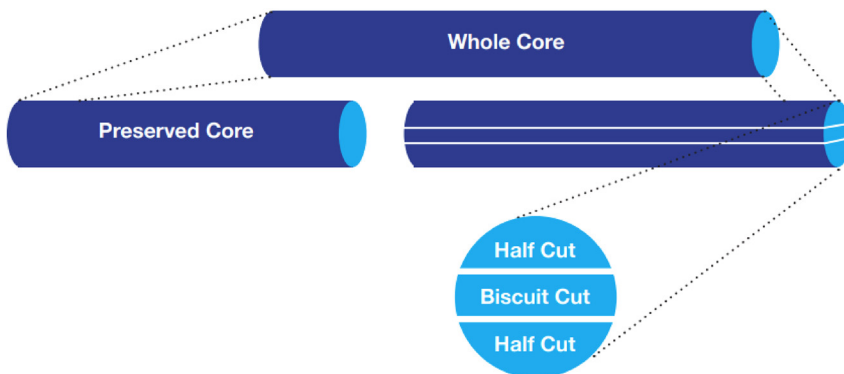 Whole Core
Preserved Core
Half Cut
Biscuit Cut
Half Cut